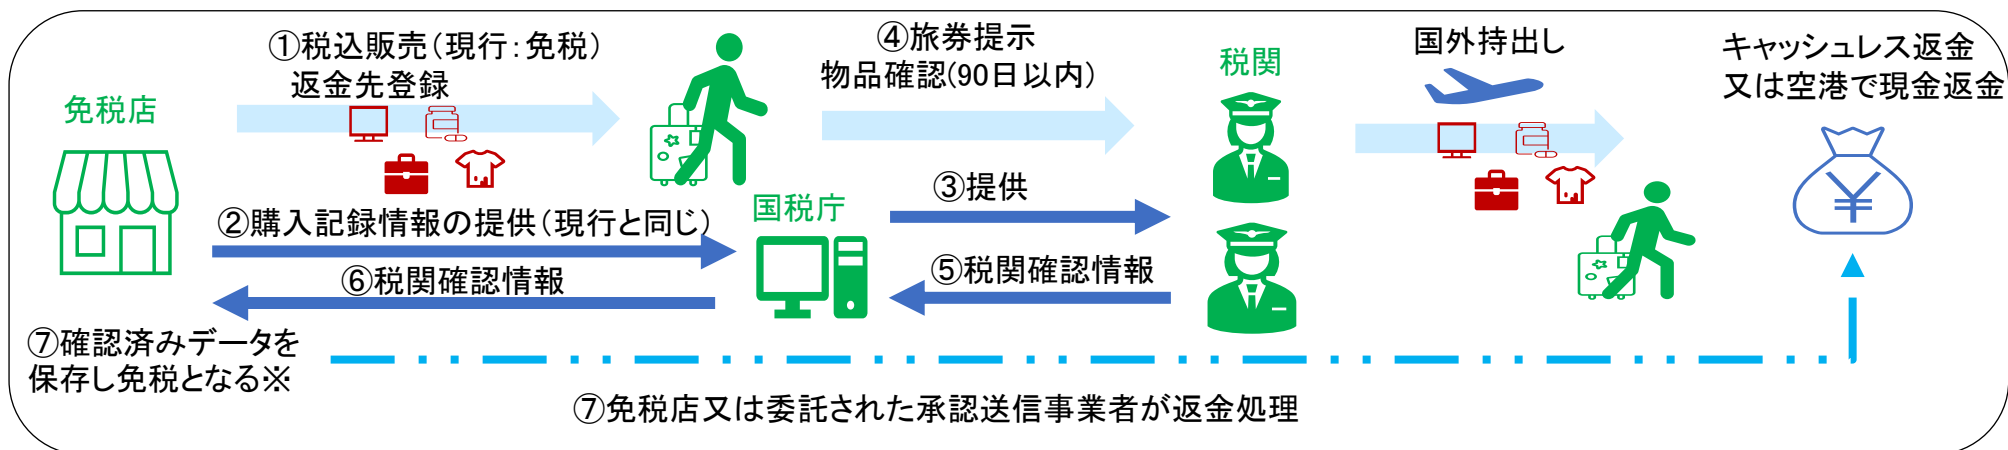 ①税込販売（現行：免税）
返金先登録
④旅券提示
物品確認(90日以内)
国外持出し
キャッシュレス返金
又は空港で現金返金
免税店
税関
国税庁
③提供
②購入記録情報の提供（現行と同じ）
⑥税関確認情報
⑤税関確認情報
⑦確認済みデータを
保存し免税となる※
⑦免税店又は委託された承認送信事業者が返金処理
¥